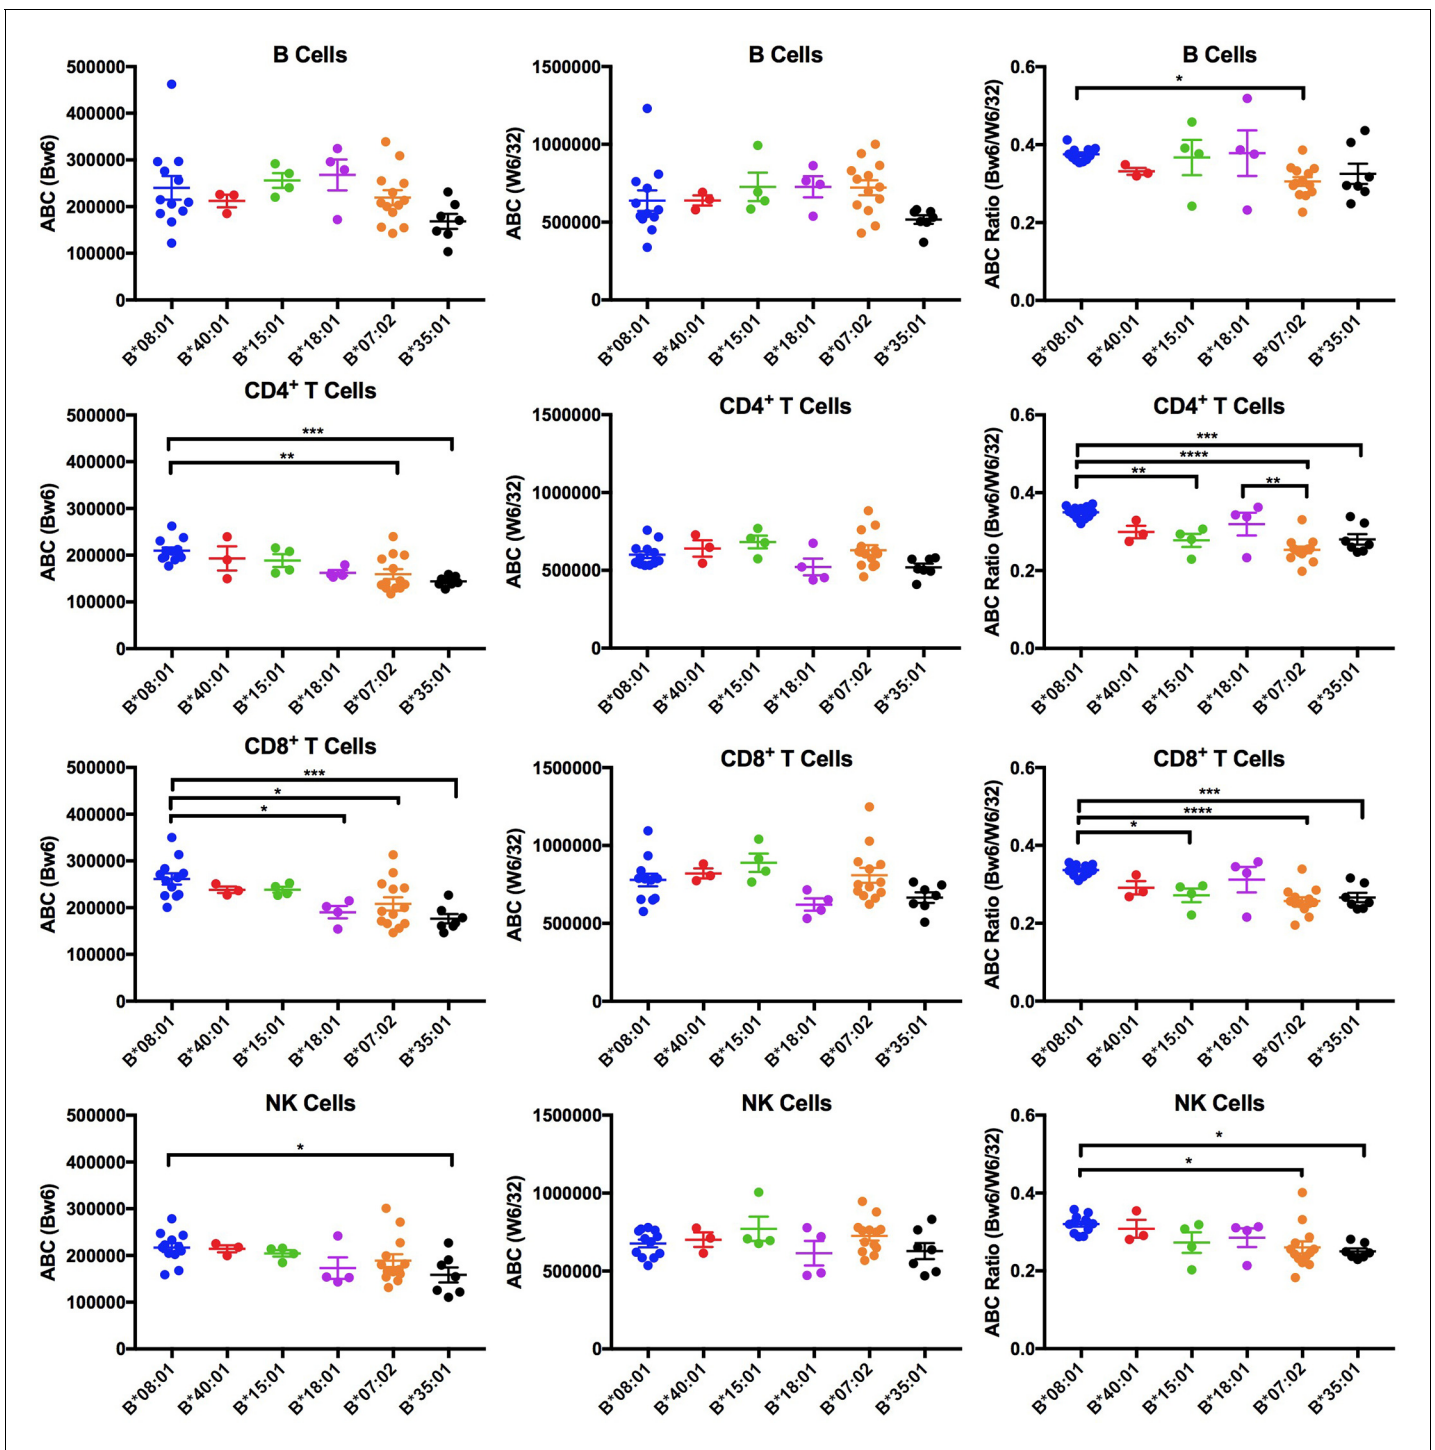 B Cells
500000
400000
300000
200000
100000
0
ABC (Bw6)
B*08:01
B*40:01
B*15:01
B*18:01
B*07:02
B*35:01
B Cells
1500000
1000000
500000
0
ABC (W6/32)
B*08:01
B*40:01
B*15:01
B*18:01
B*07:02
B*35:01
B Cells
0.6
0.4
0.2
0.0
ABC Ratio (Bw6/W6/32)
*
B*08:01
B*40:01
B*15:01
B*18:01
B*07:02
B*35:01
CD4+ T Cells
500000
400000
300000
200000
100000
0
ABC (Bw6)
***
**
B*08:01
B*40:01
B*15:01
B*18:01
B*07:02
B*35:01
CD4+ T Cells
1500000
1000000
500000
0
ABC (W6/32)
B*08:01
B*40:01
B*15:01
B*18:01
B*07:02
B*35:01
CD4+ T Cells
0.6
0.4
0.2
0.0
ABC Ratio (Bw6/W6/32)
***
****
**
**
B*08:01
B*40:01
B*15:01
B*18:01
B*07:02
B*35:01
CD8+ T Cells
500000
400000
300000
200000
100000
0
ABC (Bw6)
***
*
*
B*08:01
B*40:01
B*15:01
B*18:01
B*07:02
B*35:01
CD8+ T Cells
1500000
1000000
500000
0
ABC (W6/32)
B*08:01
B*40:01
B*15:01
B*18:01
B*07:02
B*35:01
CD8+ T Cells
0.6
0.4
0.2
0.0
ABC Ratio (Bw6/W6/32)
***
****
*
B*08:01
B*40:01
B*15:01
B*18:01
B*07:02
B*35:01
NK Cells
500000
400000
300000
200000
100000
0
ABC (Bw6)
*
B*08:01
B*40:01
B*15:01
B*18:01
B*07:02
B*35:01
NK Cells
1500000
1000000
500000
0
ABC (W6/32)
B*08:01
B*40:01
B*15:01
B*18:01
B*07:02
B*35:01
NK Cells
0.6
0.4
0.2
0.0
ABC Ratio (Bw6/W6/32)
*
*
B*08:01
B*40:01
B*15:01
B*18:01
B*07:02
B*35:01